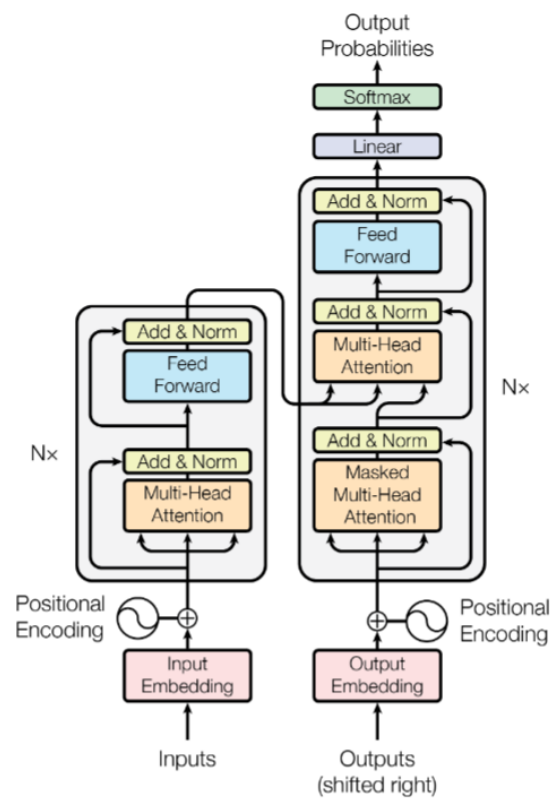 Output
Probabilities
Softmax
Linear
Add & Norm
Feed
Forward
Add & Norm
Multi-Head
Attention
Add & Norm
Masked
Multi-Head
Attention
N×
Add & Norm
Feed
Forward
Add & Norm
Multi-Head
Attention
N×
Positional
Encoding
Positional
Encoding
Input
Embedding
Output
Embedding
Inputs
Outputs
(shifted right)